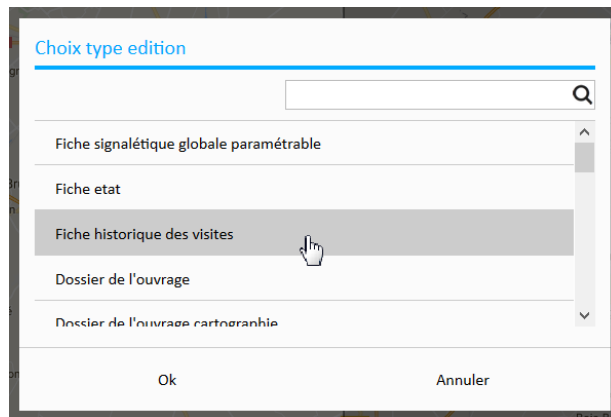 Choix type edition
Fiche signalétique globale paramétrable
Fiche etat
Fiche historique des visites
Dossier de l'ouvrage
Dossier de l'ouvrage cartographie
Ok
Annuler